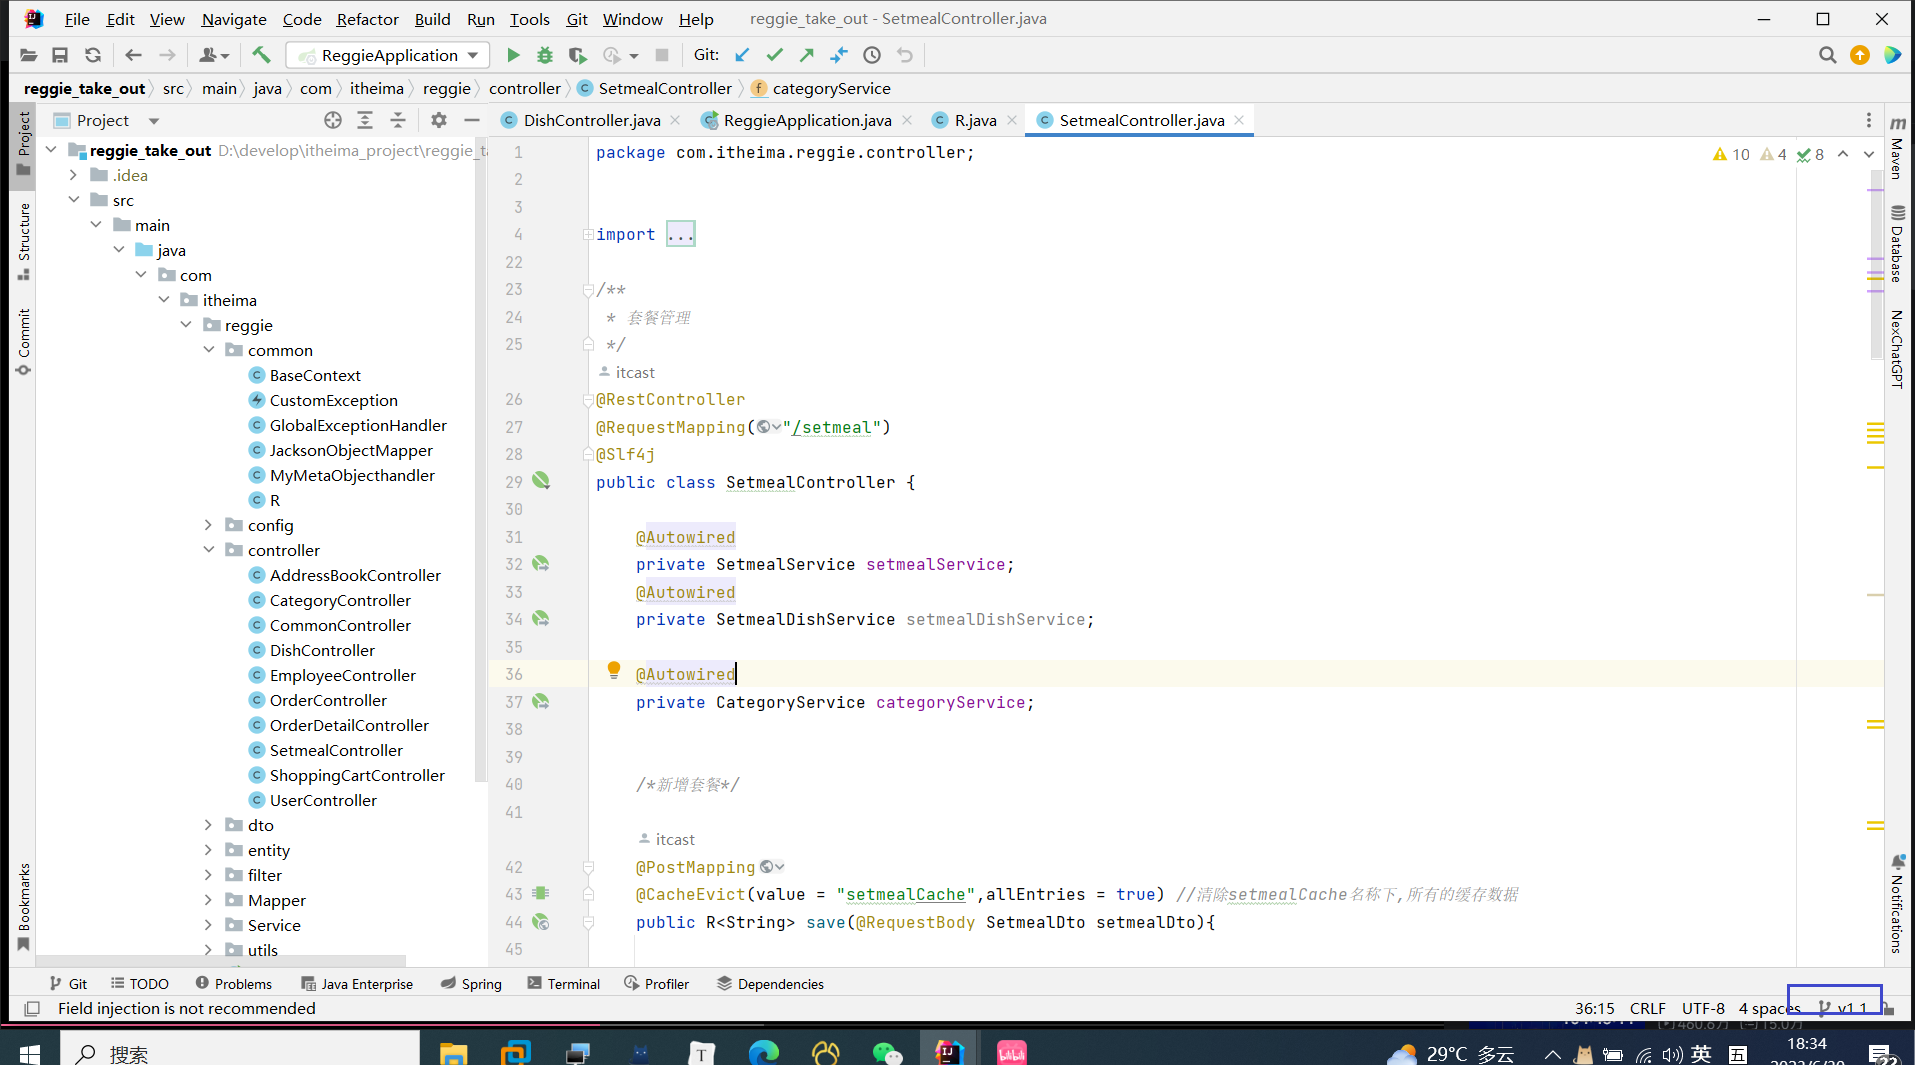 File Edit View Navigate Code Refactor Build Run Tools Git Window Help reggie_take_out - SetmealController.java
ReggieApplication Git:
reggie_take_out src main java com itheima reggie controller SetmealController categoryService
Project
DishController.java ReggieApplication.java R.java SetmealController.java
Project
Structure
Commit
Bookmarks
reggie_take_out D:\develop\itheima_project\reggie_t
.idea
src
main
java
com
itheima
reggie
common
BaseContext
CustomException
GlobalExceptionHandler
JacksonObjectMapper
MyMetaObjecthandler
R
config
controller
AddressBookController
CategoryController
CommonController
DishController
EmployeeController
OrderController
OrderDetailController
SetmealController
ShoppingCartController
UserController
dto
entity
filter
Mapper
Service
utils
10 4 8
1 package com.itheima.reggie.controller;
2
3
4 import ...
22
23 /**
24 * 套餐管理
25 */
itcast
26 @RestController
27 @RequestMapping("/setmeal")
28 @Slf4j
29 public class SetmealController {
30
31 @Autowired
32 private SetmealService setmealService;
33 @Autowired
34 private SetmealDishService setmealDishService;
35
36 @Autowired
37 private CategoryService categoryService;
38
39
40 /*新增套餐*/
41
itcast
42 @PostMapping
43 @CacheEvict(value = "setmealCache",allEntries = true) //清除setmealCache名称下,所有的缓存数据
44 public R<String> save(@RequestBody SetmealDto setmealDto){
45
m
Maven
Database
NexChatGPT
Notifications
Git TODO Problems Java Enterprise Spring Terminal Profiler Dependencies
Field injection is not recommended 36:15 CRLF UTF-8 4 spaces v1.1
搜索 29°C 多云 英 五 18:34